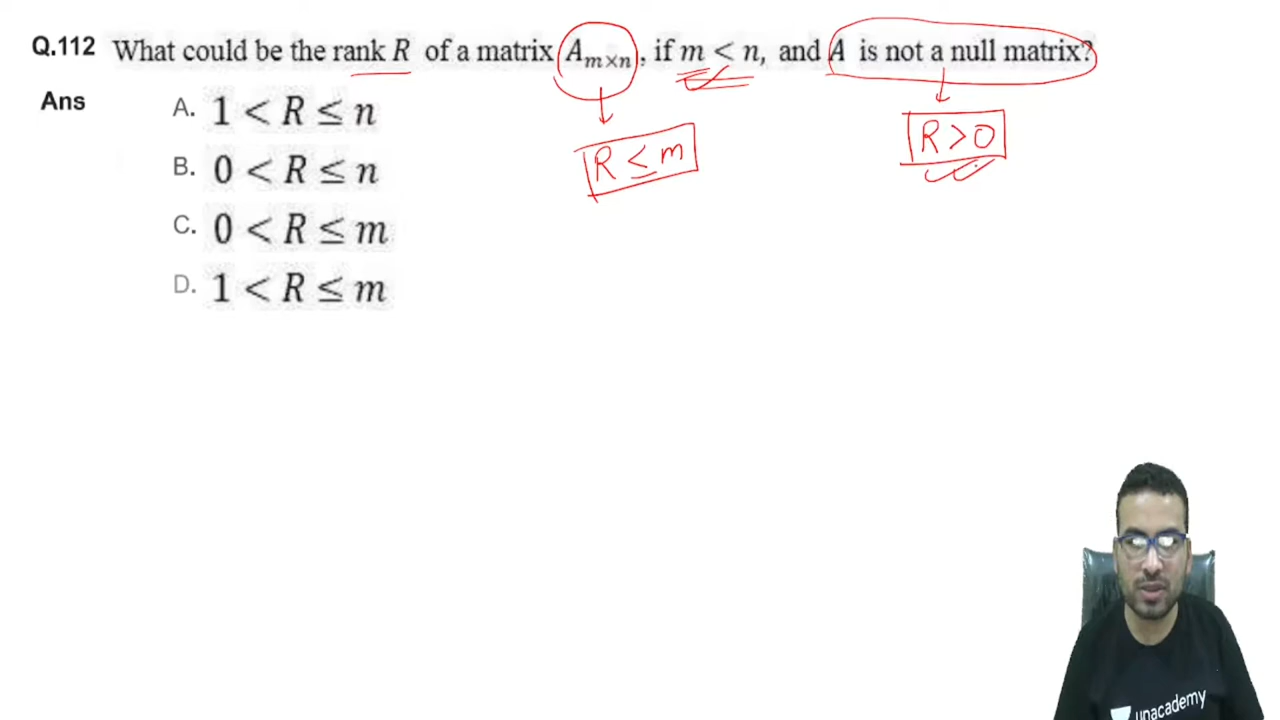 Q.112 What could be the rank R of a matrix Aₘₓₙ, if m < n, and A is not a null matrix?
Ans
A. 1 < R ≤ n
B. 0 < R ≤ n
C. 0 < R ≤ m
D. 1 < R ≤ m
R ≤ m
R > 0
unacademy